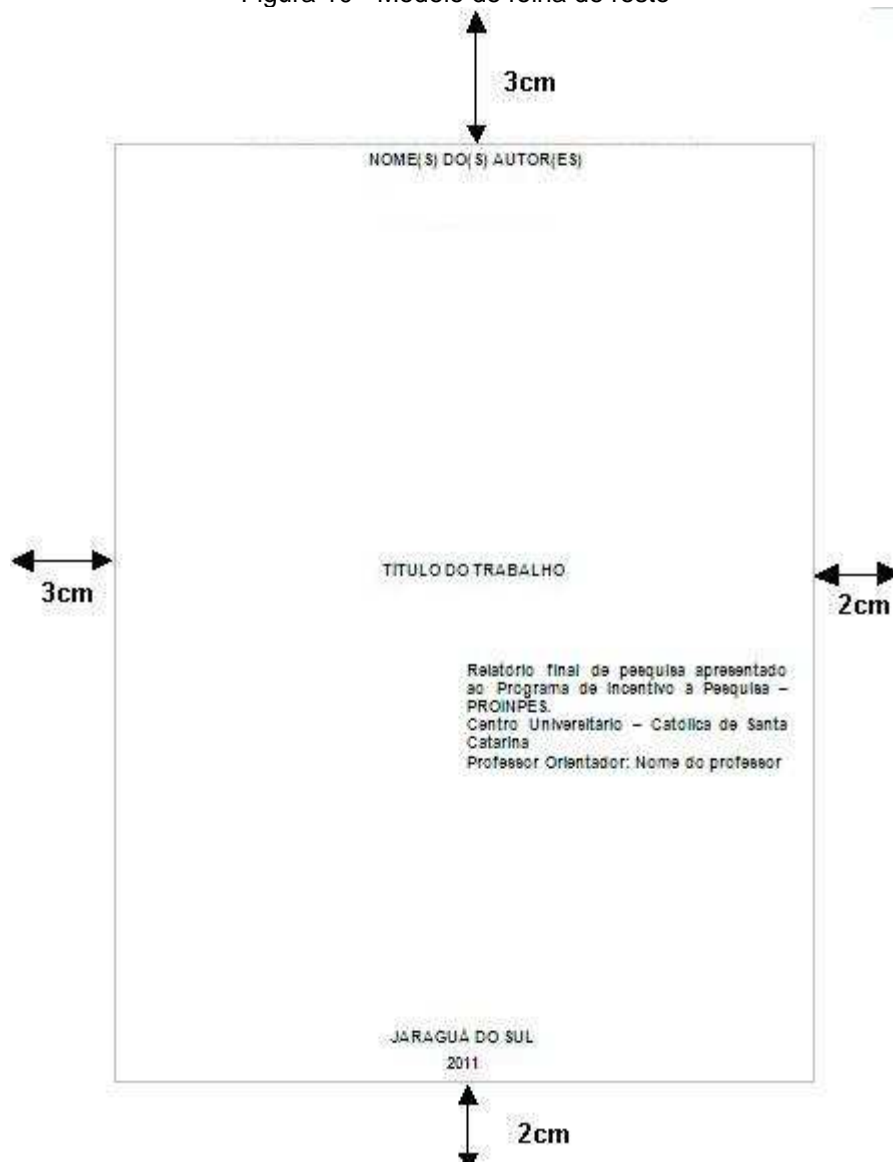 Figura 10 - Modelo de folha de rosto
3cm
NOME(S) DO(S) AUTOR(ES)
TÍTULO DO TRABALHO
3cm
2cm
Relatório final de pesquisa apresentado
ao Programa de Incentivo à Pesquisa –
PROINPES.
Centro Universitário – Católica de Santa
Catarina
Professor Orientador: Nome do professor
JARAGUÁ DO SUL
2011
2cm